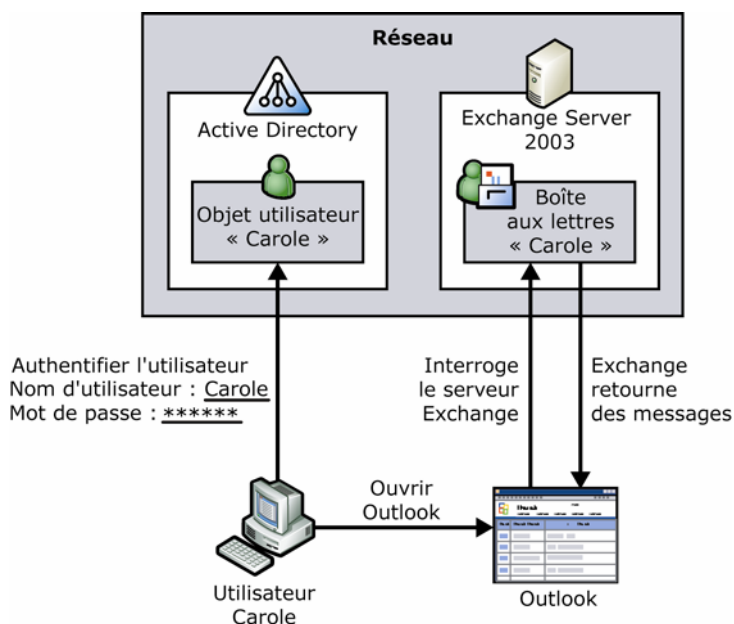 Réseau
Active Directory
Exchange Server
2003
Objet utilisateur
« Carole »
Boîte
aux lettres
« Carole »
Authentifier l'utilisateur
Nom d'utilisateur : Carole
Mot de passe : ******
Interroge
le serveur
Exchange
Exchange
retourne
des messages
Ouvrir
Outlook
Utilisateur
Carole
Outlook